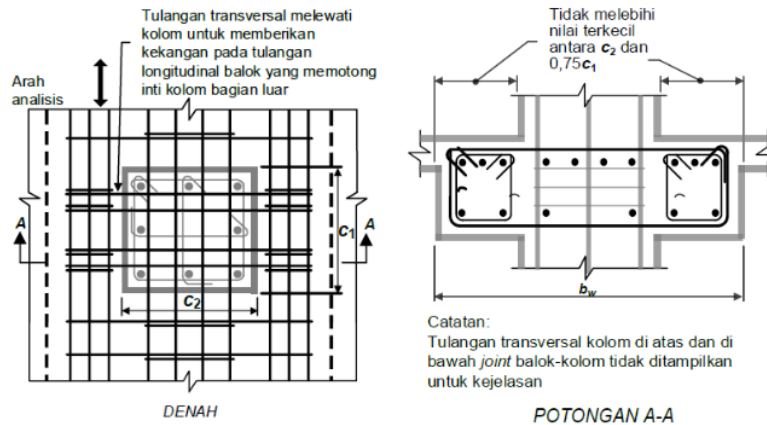 Tulangan transversal melewati
kolom untuk memberikan
kekangan pada tulangan
longitudinal balok yang memotong
inti kolom bagian luar
Arah
analisis
A
A
c1
c2
DENAH
Tidak melebihi
nilai terkecil
antara c2 dan
0,75c1
bw
Catatan:
Tulangan transversal kolom di atas dan di
bawah joint balok-kolom tidak ditampilkan
untuk kejelasan
POTONGAN A-A